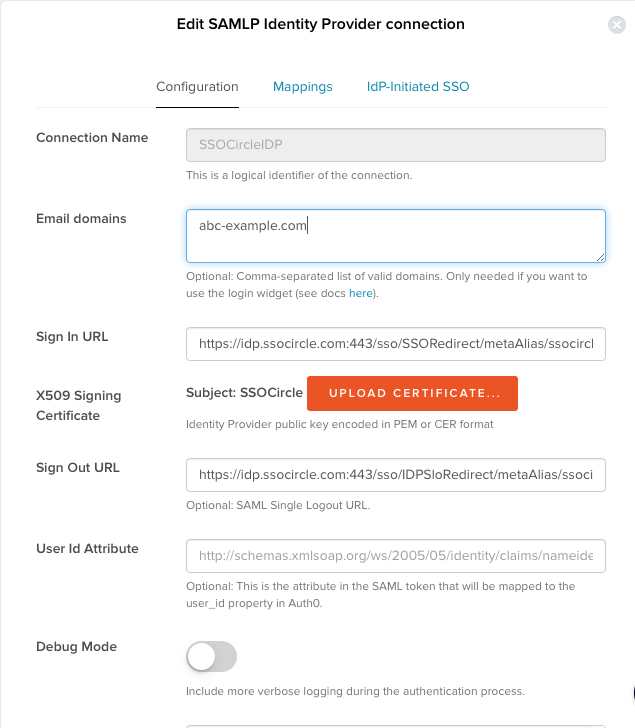 Edit SAMLP Identity Provider connection
Configuration Mappings IdP-Initiated SSO
Connection Name
SSOCircleIDP
This is a logical identifier of the connection.
Email domains
abc-example.com
Optional: Comma-separated list of valid domains. Only needed if you want to
use the login widget (see docs here).
Sign In URL
https://idp.ssocircle.com:443/sso/SSORedirect/metaAlias/ssocircl
X509 Signing
Certificate
Subject: SSOCircle UPLOAD CERTIFICATE...
Identity Provider public key encoded in PEM or CER format
Sign Out URL
https://idp.ssocircle.com:443/sso/IDPSloRedirect/metaAlias/ssoci
Optional: SAML Single Logout URL.
User Id Attribute
http://schemas.xmlsoap.org/ws/2005/05/identity/claims/nameide
Optional: This is the attribute in the SAML token that will be mapped to the
user_id property in Auth0.
Debug Mode
Include more verbose logging during the authentication process.